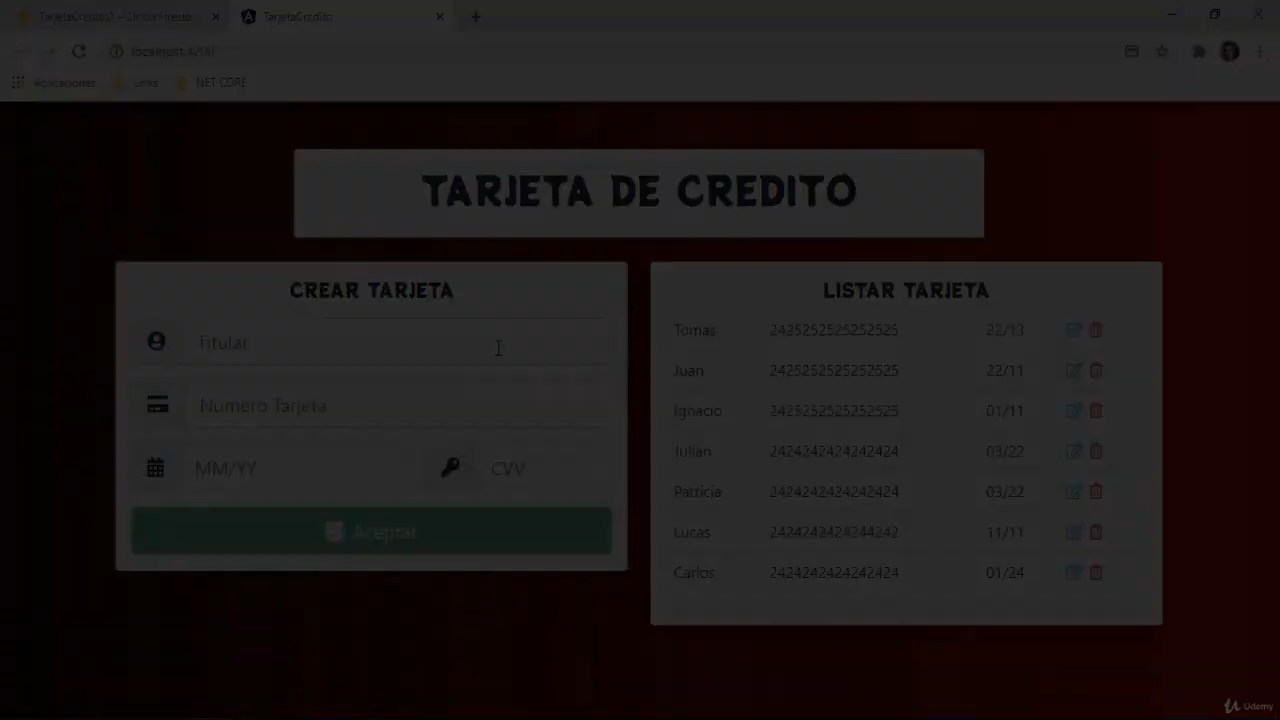 TarjetaCredito
Aplicaciones
Links
NET CORE
TARJETA DE CREDITO
CREAR TARJETA
Titular
Numero Tarjeta
MM/YY
CVV
Aceptar
LISTAR TARJETA
Tomas 2425252525252525 22/13
Juan 2425252525252525 22/11
Ignacio 2425252525252525 01/11
Julian 2424242424242424 03/22
Patricia 2424242424242424 03/22
Lucas 2424242424244242 11/11
Carlos 2424242424242424 01/24
Udemy